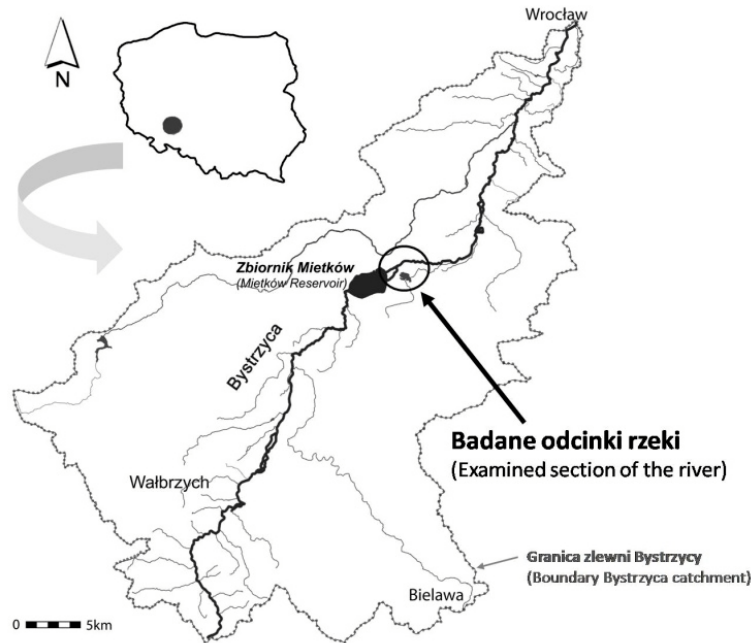 Wrocław
N
Zbiornik Mietków
(Mietków Reservoir)
Bystrzyca
Badane odcinki rzeki
(Examined section of the river)
Wałbrzych
Granica zlewni Bystrzycy
(Boundary Bystrzyca catchment)
Bielawa
0 5km